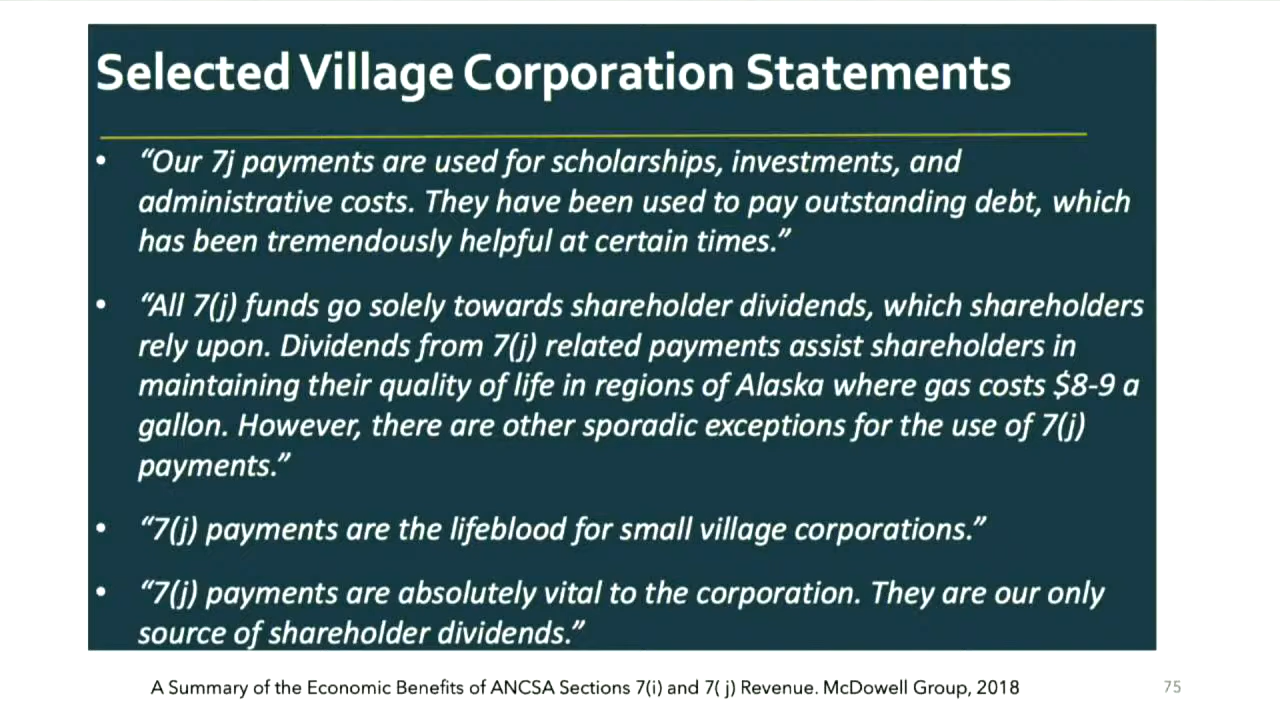 Selected Village Corporation Statements
• “Our 7j payments are used for scholarships, investments, and
administrative costs. They have been used to pay outstanding debt, which
has been tremendously helpful at certain times.”
• “All 7(j) funds go solely towards shareholder dividends, which shareholders
rely upon. Dividends from 7(j) related payments assist shareholders in
maintaining their quality of life in regions of Alaska where gas costs $8-9 a
gallon. However, there are other sporadic exceptions for the use of 7(j)
payments.”
• “7(j) payments are the lifeblood for small village corporations.”
• “7(j) payments are absolutely vital to the corporation. They are our only
source of shareholder dividends.”
A Summary of the Economic Benefits of ANCSA Sections 7(i) and 7( j) Revenue. McDowell Group, 2018
75